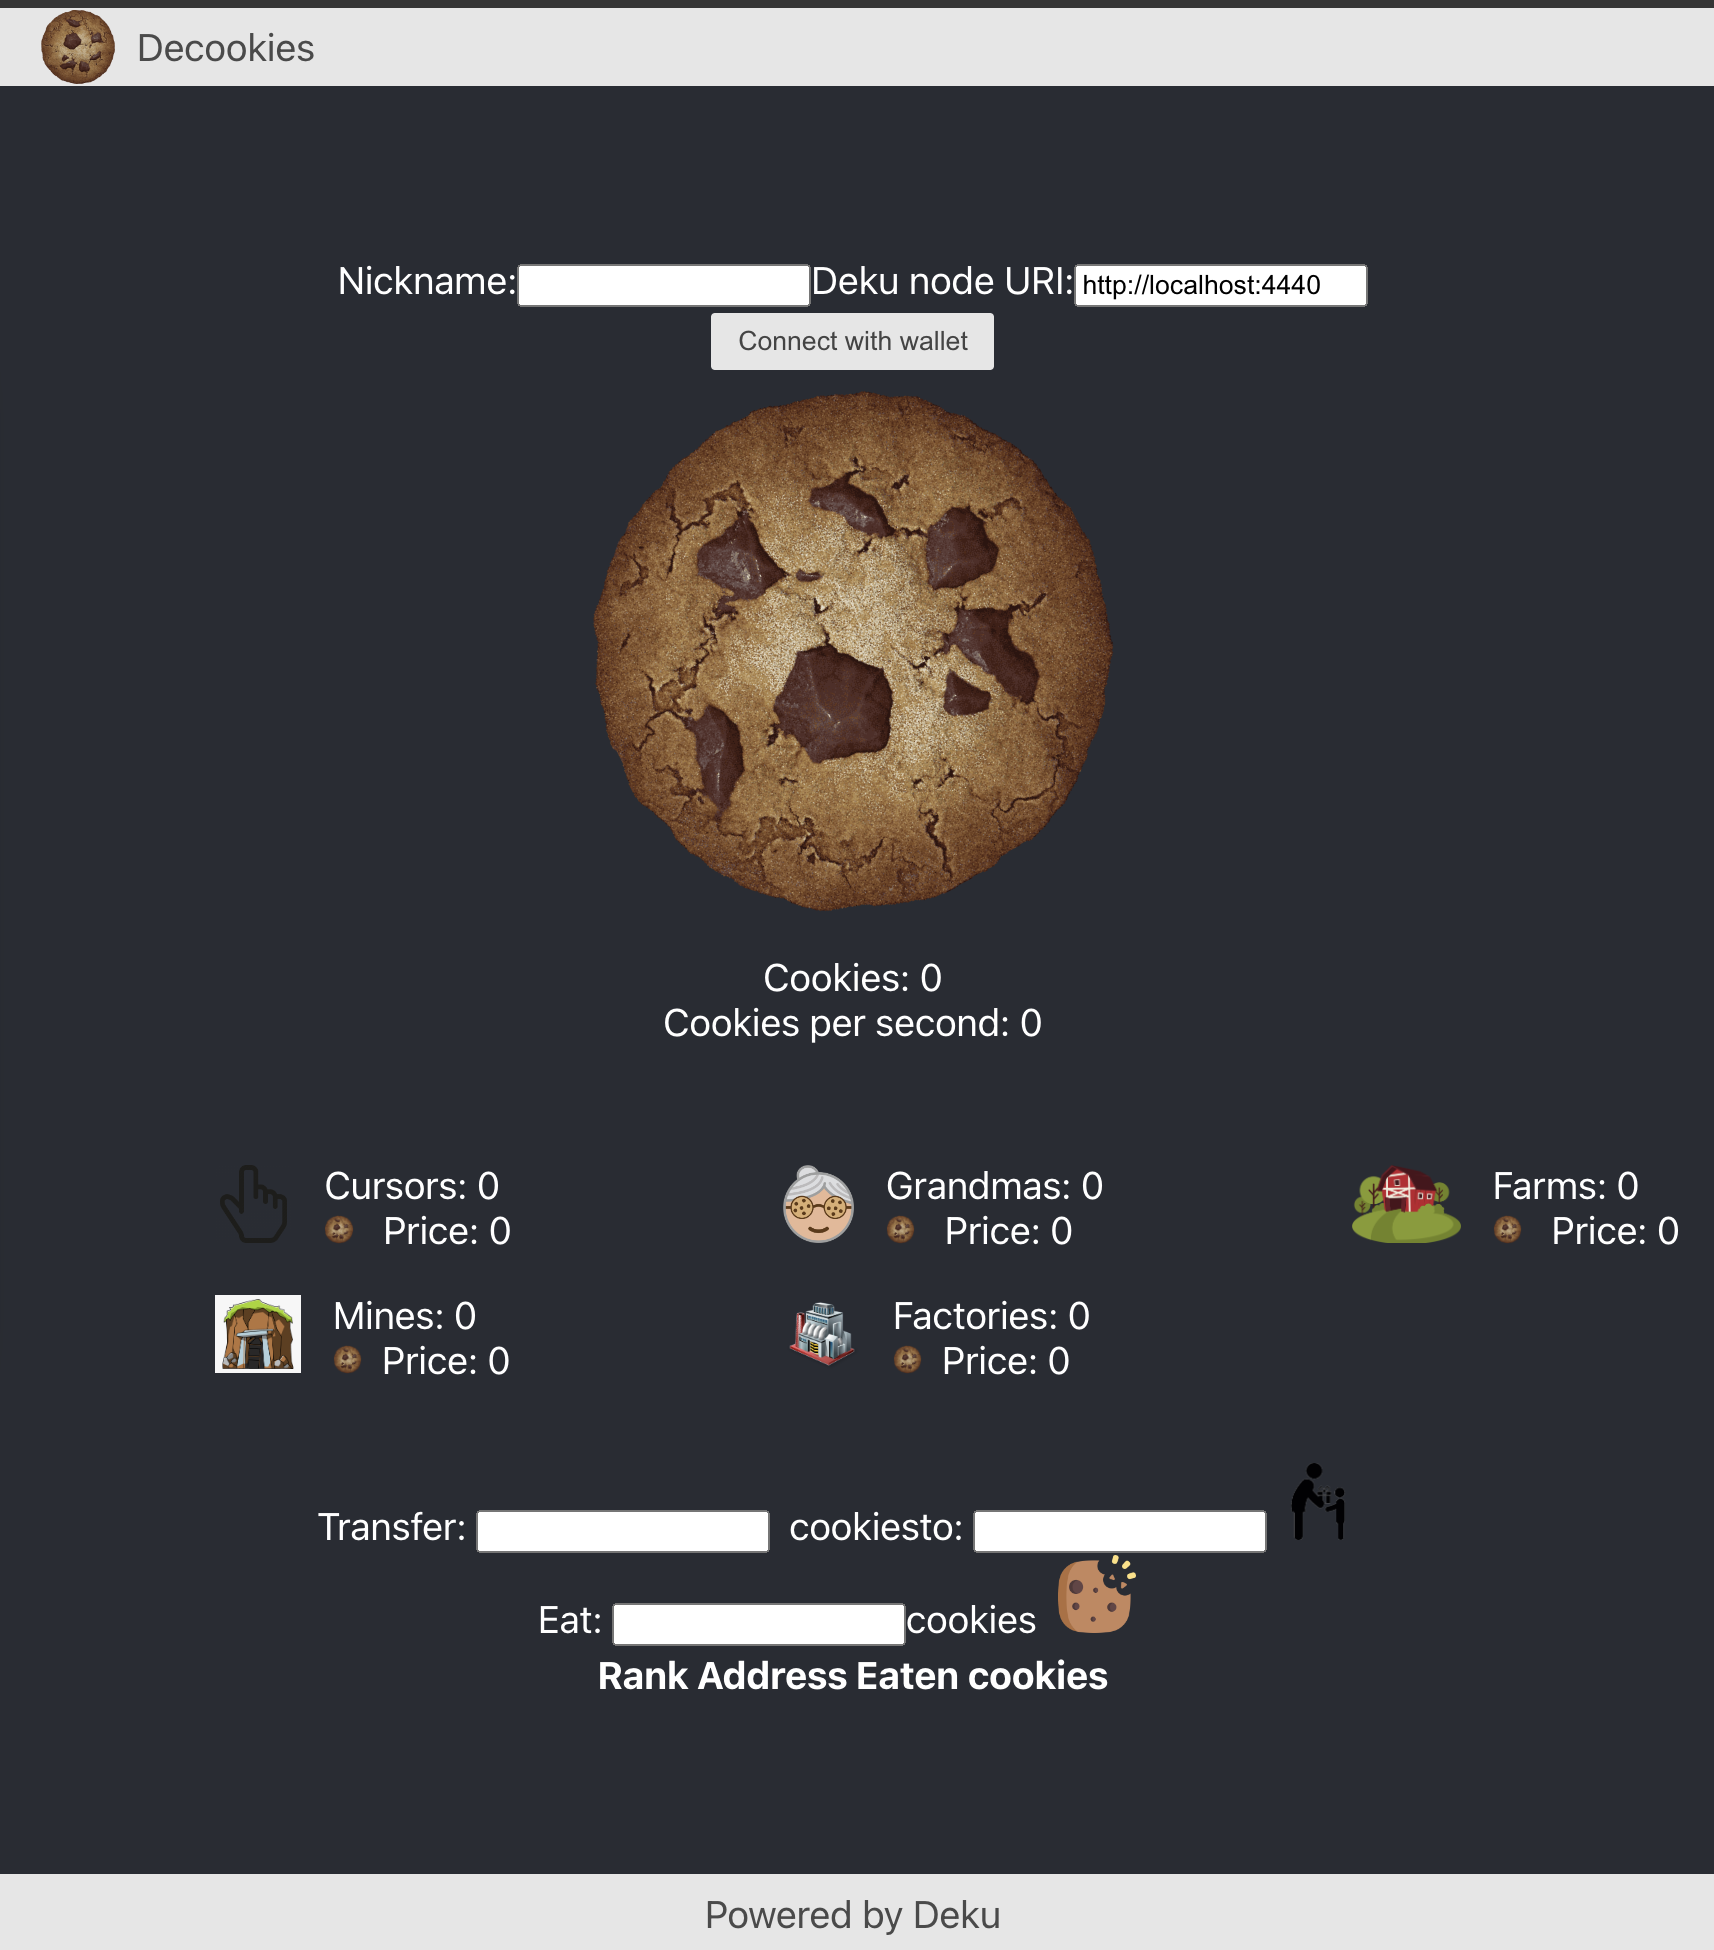 Decookies
Nickname: Deku node URI: http://localhost:4440
Connect with wallet
Cookies: 0
Cookies per second: 0
Cursors: 0
Price: 0
Grandmas: 0
Price: 0
Farms: 0
Price: 0
Mines: 0
Price: 0
Factories: 0
Price: 0
Transfer: cookiesto:
Eat: cookies
Rank Address Eaten cookies
Powered by Deku